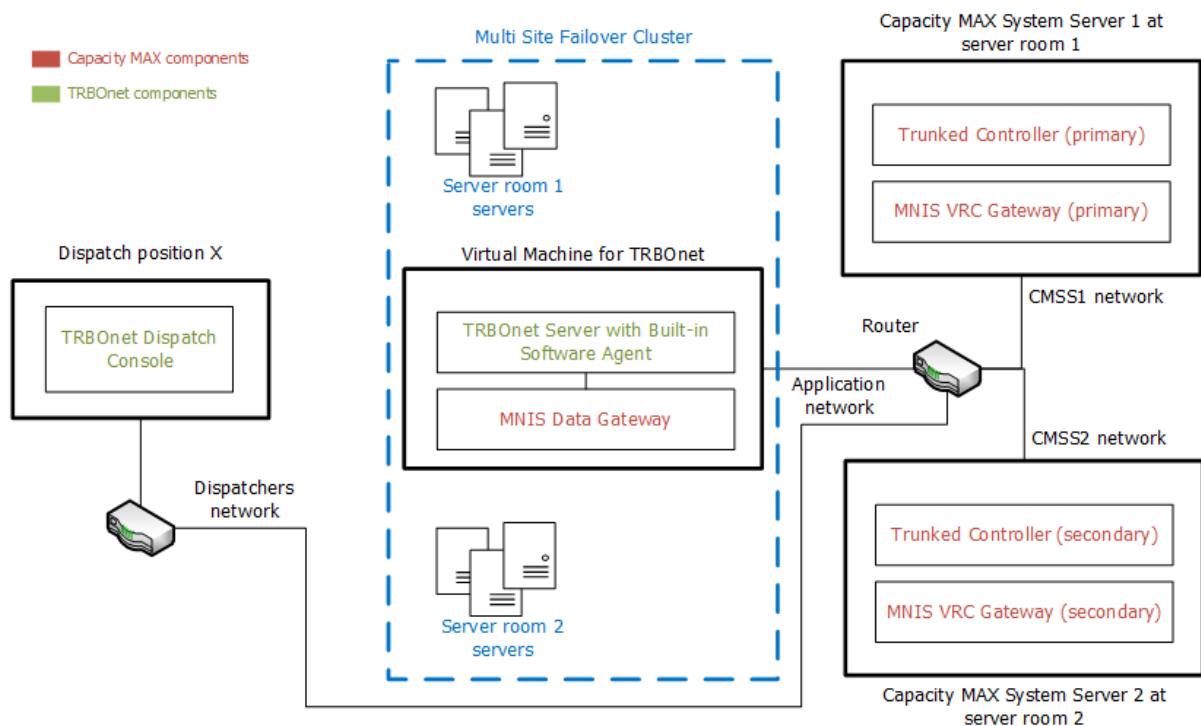 Capacity MAX components
TRBOnet components
Multi Site Failover Cluster
Server room 1
servers
Virtual Machine for TRBOnet
TRBOnet Server with Built-in
Software Agent
MNIS Data Gateway
Server room 2
servers
Dispatch position X
TRBOnet Dispatch
Console
Dispatchers
network
Application
network
Router
Capacity MAX System Server 1 at
server room 1
Trunked Controller (primary)
MNIS VRC Gateway (primary)
CMSS1 network
CMSS2 network
Trunked Controller (secondary)
MNIS VRC Gateway (secondary)
Capacity MAX System Server 2 at
server room 2